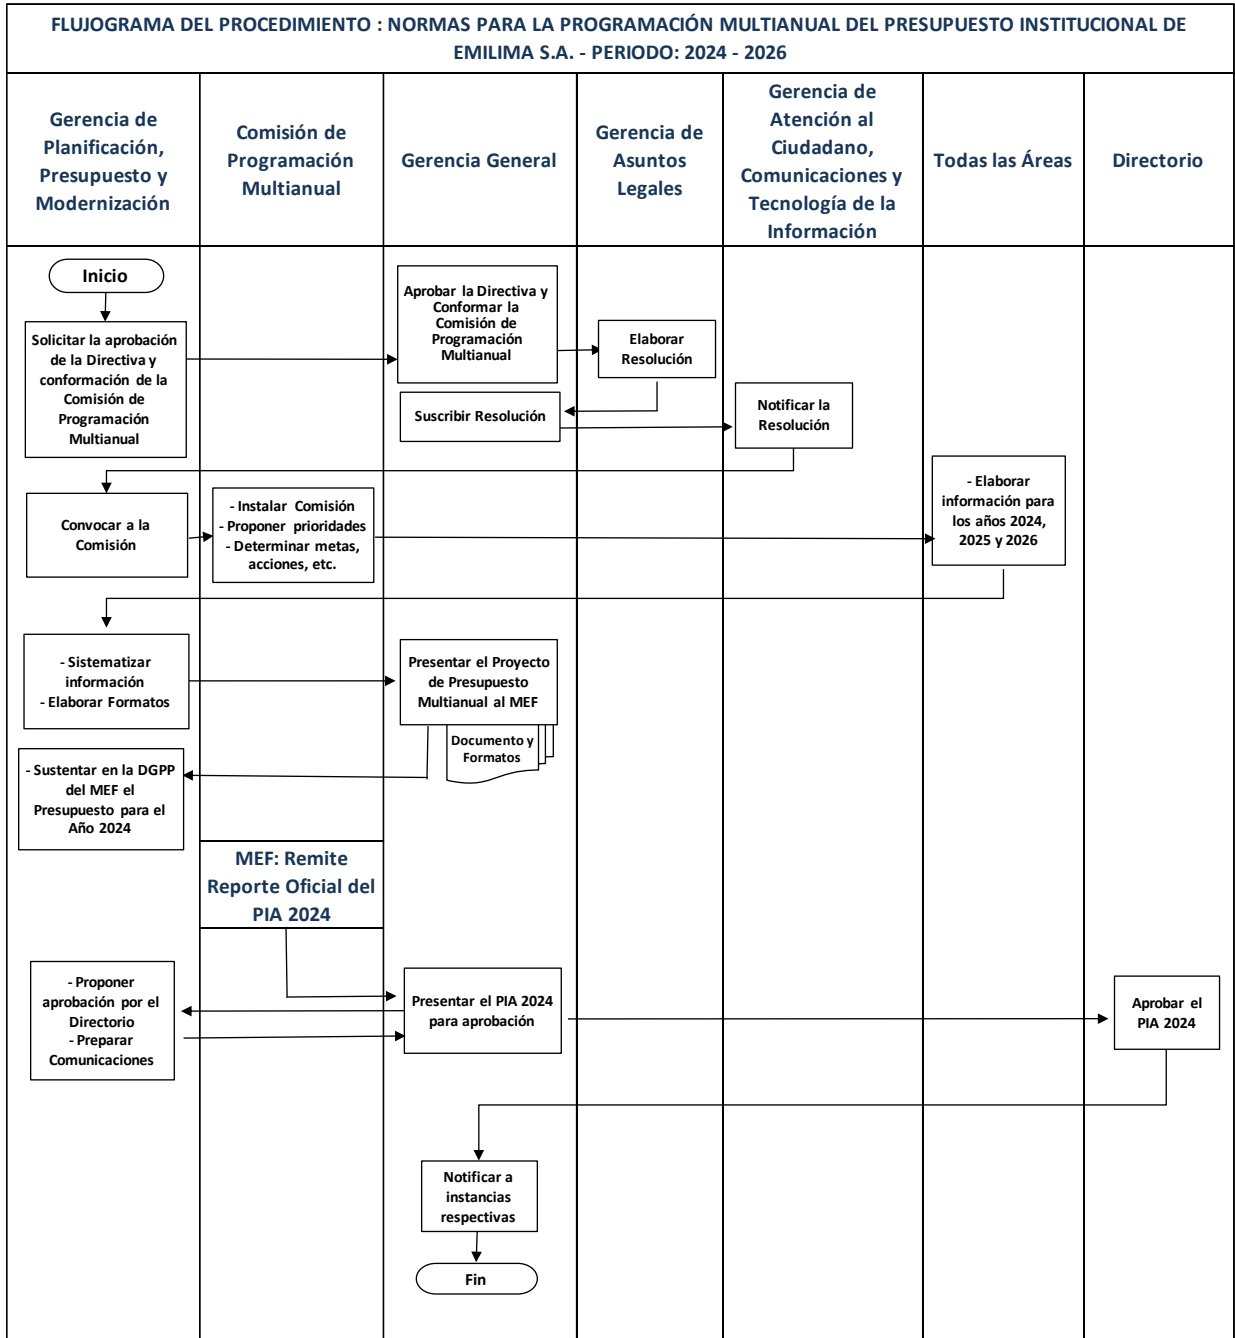 FLUJOGRAMA DEL PROCEDIMIENTO : NORMAS PARA LA PROGRAMACIÓN MULTIANUAL DEL PRESUPUESTO INSTITUCIONAL DE
EMILIMA S.A. - PERIODO: 2024 - 2026
Gerencia de
Planificación,
Presupuesto y
Modernización
Comisión de
Programación
Multianual
Gerencia General
Gerencia de
Asuntos
Legales
Gerencia de
Atención al
Ciudadano,
Comunicaciones y
Tecnología de la
Información
Todas las Áreas
Directorio
Inicio
Solicitar la aprobación
de la Directiva y
conformación de la
Comisión de
Programación
Multianual
Aprobar la Directiva y
Conformar la
Comisión de
Programación
Multianual
Elaborar
Resolución
Suscribir Resolución
Notificar la
Resolución
Convocar a la
Comisión
- Instalar Comisión
- Proponer prioridades
- Determinar metas,
acciones, etc.
- Elaborar
información para
los años 2024,
2025 y 2026
- Sistematizar
información
- Elaborar Formatos
Presentar el Proyecto
de Presupuesto
Multianual al MEF
Documento y
Formatos
- Sustentar en la DGPP
del MEF el
Presupuesto para el
Año 2024
MEF: Remite
Reporte Oficial del
PIA 2024
- Proponer
aprobación por el
Directorio
- Preparar
Comunicaciones
Presentar el PIA 2024
para aprobación
Aprobar el
PIA 2024
Notificar a
instancias
respectivas
Fin